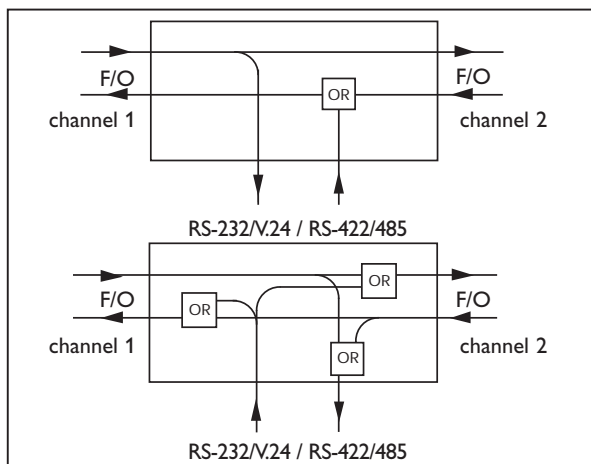 F/O F/O
OR
channel 1 channel 2
RS-232/V.24 / RS-422/485
OR
F/O OR F/O
channel 1 OR channel 2
RS-232/V.24 / RS-422/485